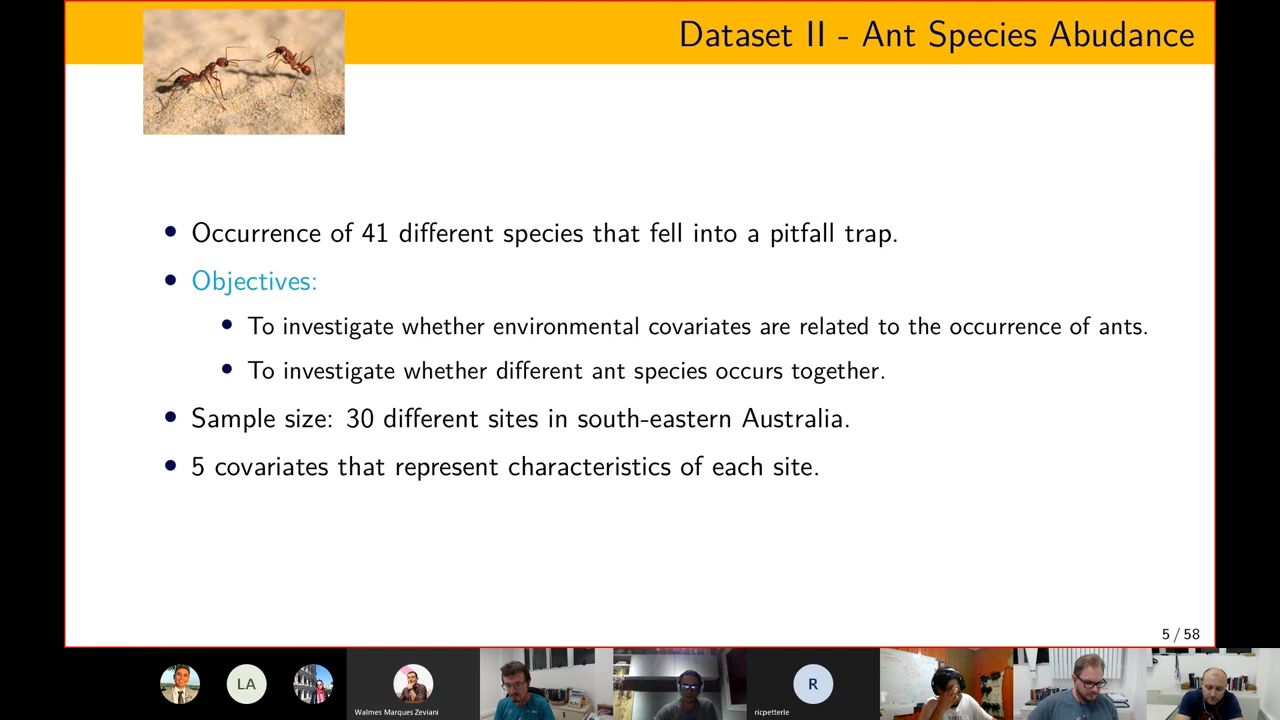 Dataset II - Ant Species Abudance
• Occurrence of 41 different species that fell into a pitfall trap.
• Objectives:
• To investigate whether environmental covariates are related to the occurrence of ants.
• To investigate whether different ant species occurs together.
• Sample size: 30 different sites in south-eastern Australia.
• 5 covariates that represent characteristics of each site.
5 / 58
LA
R
Walmes Marques Zeviani
ricpetterle